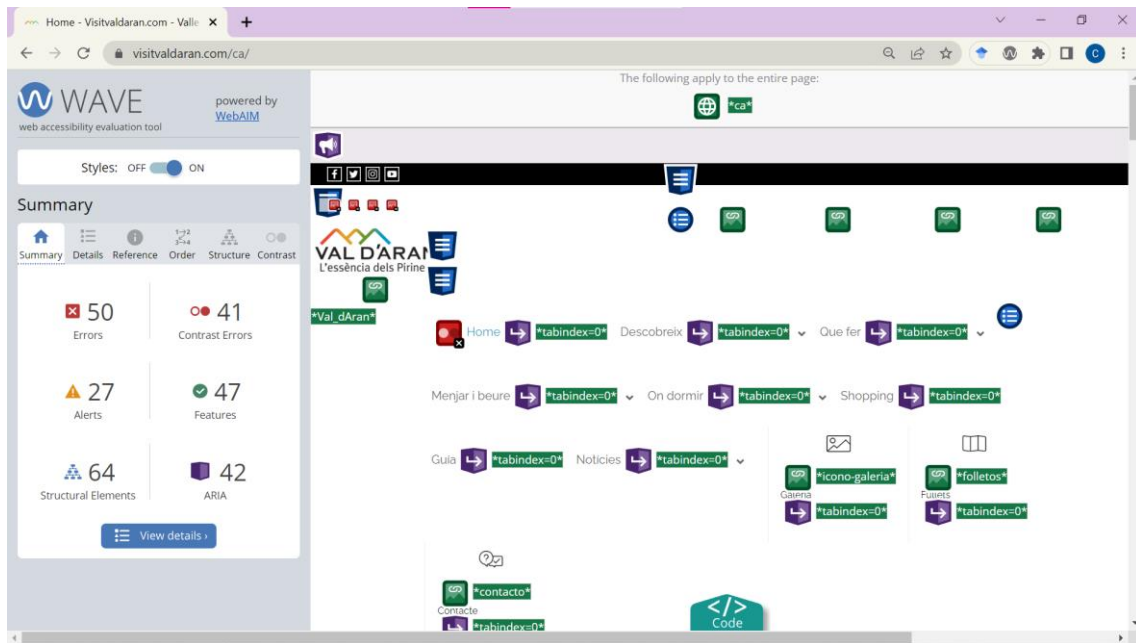 Home - Visitvaldaran.com - Valle
visitvaldaran.com/ca/
C
WAVE
web accessibility evaluation tool
powered by
WebAIM
Styles: OFF ON
Summary
Summary Details Reference Order Structure Contrast
50
Errors
41
Contrast Errors
27
Alerts
47
Features
64
Structural Elements
42
ARIA
View details ›
The following apply to the entire page:
*ca*
VAL D'ARAN
L'essència dels Pirine
*Val_dAran*
Home *tabindex=0* Descobreix *tabindex=0* Que fer *tabindex=0*
Menjar i beure *tabindex=0* On dormir *tabindex=0* Shopping *tabindex=0*
Guia *tabindex=0* Notícies *tabindex=0*
*icono-galeria*
Galeria
*tabindex=0*
*folletos*
Fullets
*tabindex=0*
*contacto*
Contacte
*tabindex=0*
</>
Code